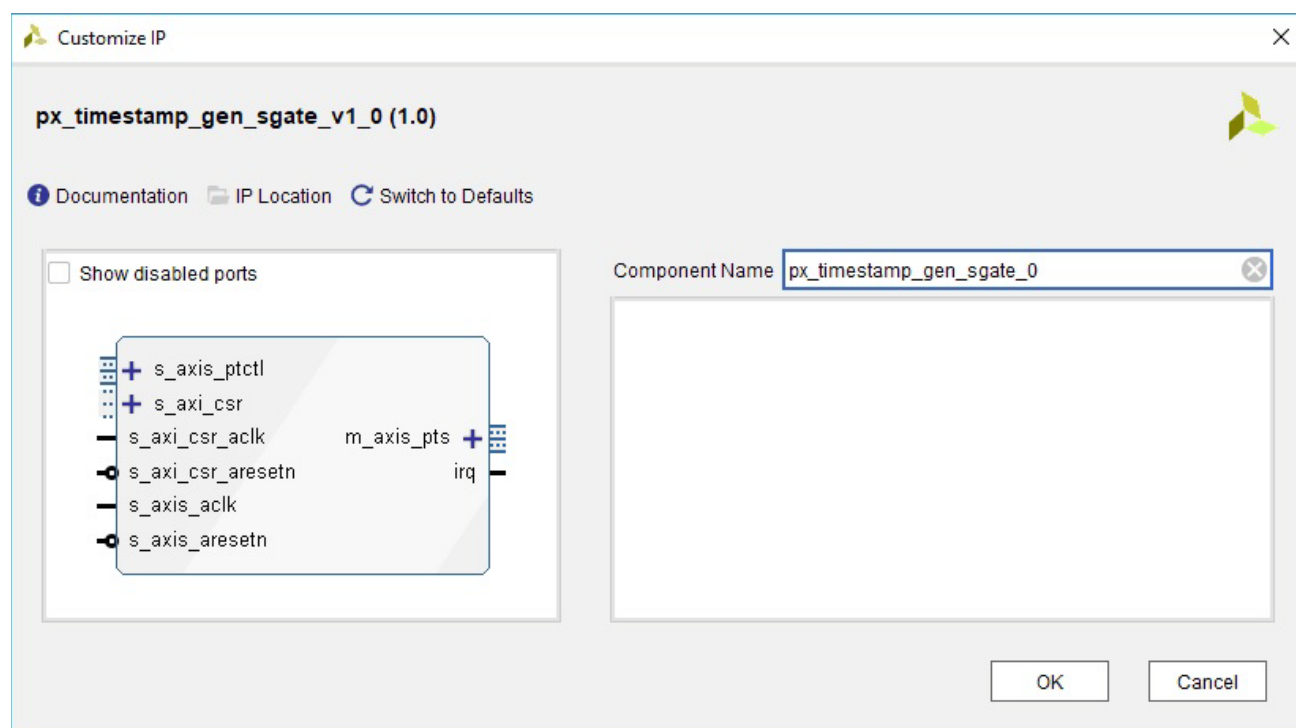 Customize IP
px_timestamp_gen_sgate_v1_0 (1.0)
Documentation IP Location Switch to Defaults
Show disabled ports
s_axis_ptctl
s_axi_csr
s_axi_csr_aclk
s_axi_csr_aresetn
s_axis_aclk
s_axis_aresetn
m_axis_pts
irq
Component Name px_timestamp_gen_sgate_0
OK Cancel